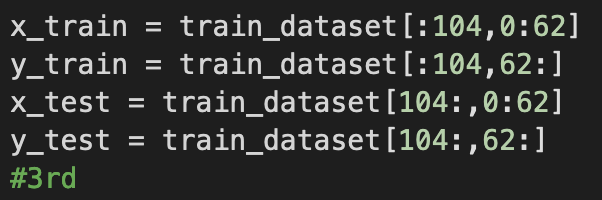 x_train = train_dataset[:104,0:62]
y_train = train_dataset[:104,62:]
x_test = train_dataset[104:,0:62]
y_test = train_dataset[104:,62:]
#3rd